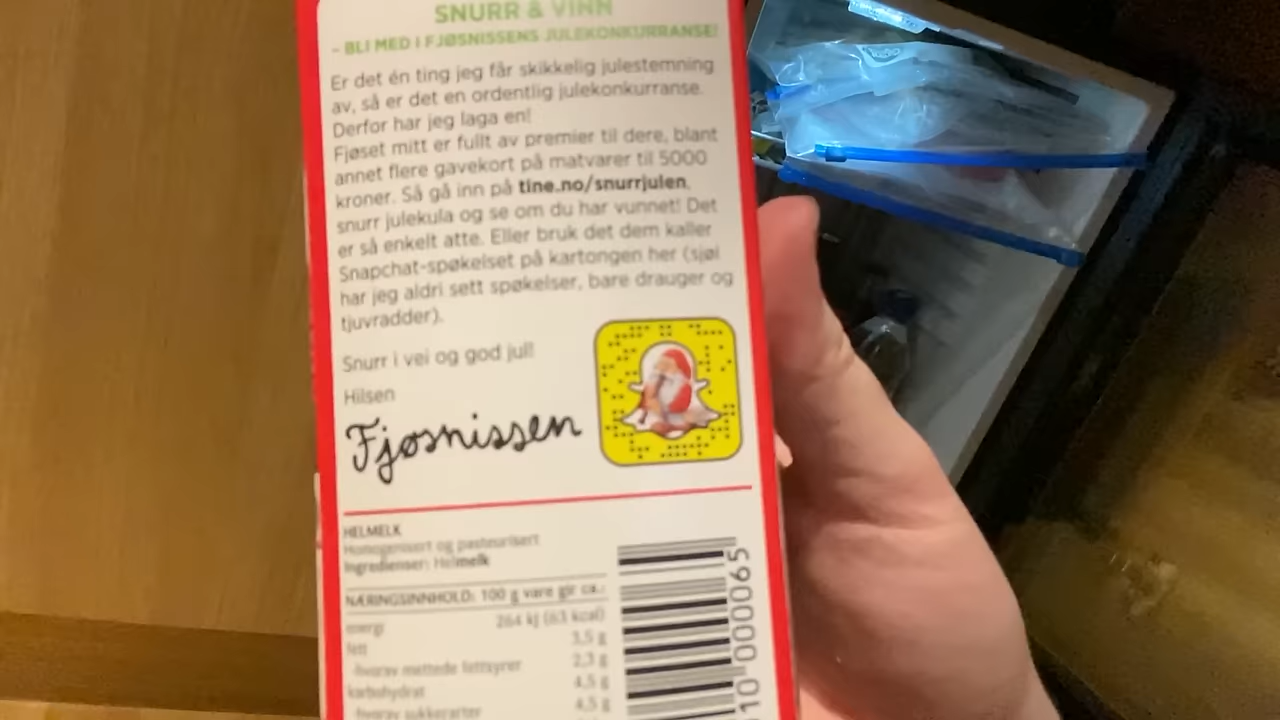 SNURR & VINN
– BLI MED I FJØSNISSENS JULEKONKURRANSE!
Er det én ting jeg får skikkelig julestemning
av, så er det en ordentlig julekonkurranse.
Derfor har jeg laga en!
Fjøset mitt er fullt av premier til dere, blant
annet flere gavekort på matvarer til 5000
kroner. Så gå inn på tine.no/snurrjulen,
snurr julekula og se om du har vunnet! Det
er så enkelt atte. Eller bruk det dem kaller
Snapchat-spøkelset på kartongen her (sjøl
har jeg aldri sett spøkelser, bare drauger og
tjuvradder).
Snurr i vei og god jul!
Hilsen
Fjøsnissen
HELMELK
Homogenisert og pasteurisert
Ingredienser: Helmelk
NÆRINGSINNHOLD: 100 g vare gir ca.:
energi 264 kJ (63 kcal)
fett 3,5 g
hvorav mettede fettsyrer 2,3 g
karbohydrat 4,5 g
hvorav sukkerarter 4,5 g
10 000065